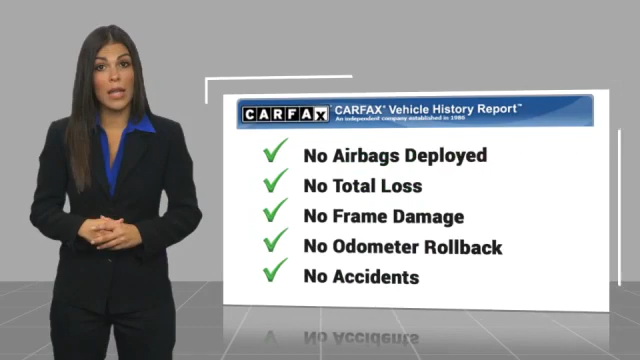 CARFAX CARFAX® Vehicle History Report™
An independent company established in 1986
No Airbags Deployed
No Total Loss
No Frame Damage
No Odometer Rollback
No Accidents